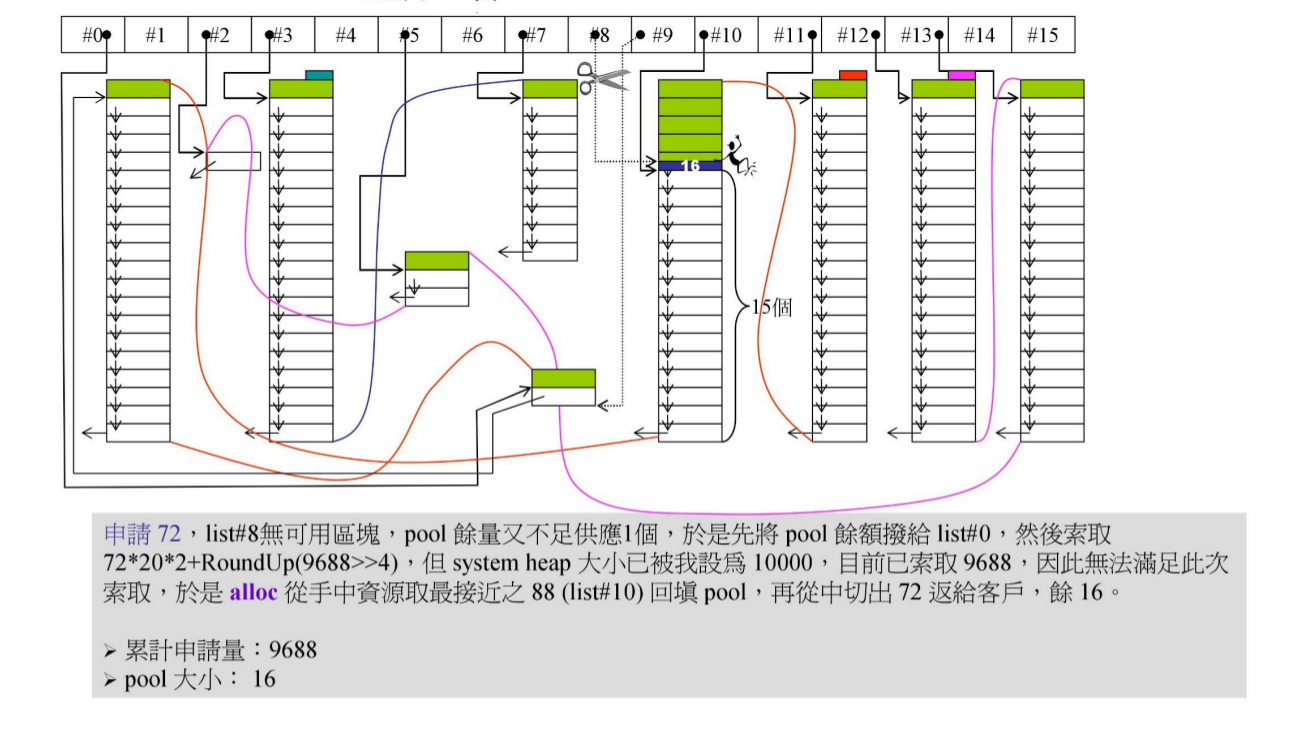 #0 #1 #2 #3 #4 #5 #6 #7 #8 #9 #10 #11 #12 #13 #14 #15
16
15個
申請 72，list#8無可用區塊，pool 餘量又不足供應1個，於是先將 pool 餘額撥給 list#0，然後索取
72*20*2+RoundUp(9688>>4)，但 system heap 大小已被我設爲 10000，目前已索取 9688，因此無法滿足此次
索取，於是 alloc 從手中資源取最接近之 88 (list#10) 回填 pool，再從中切出 72 返給客戶，餘 16。
➢ 累計申請量：9688
➢ pool 大小： 16